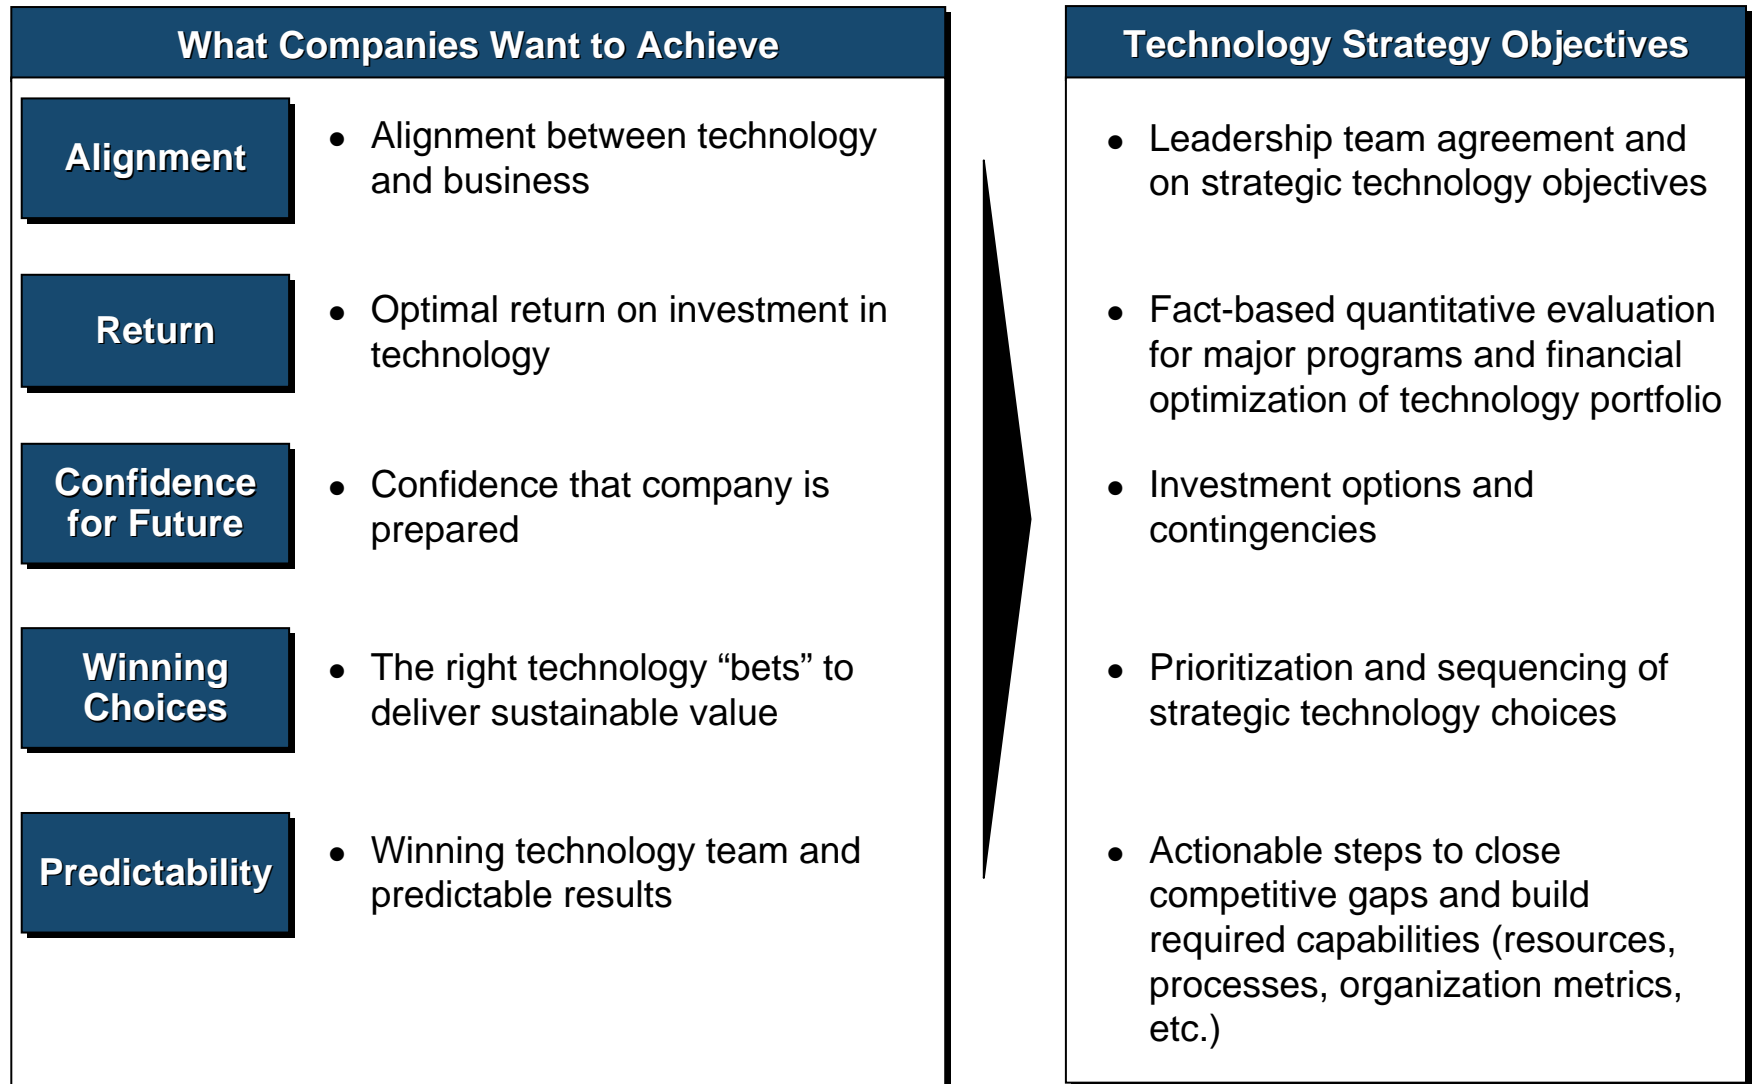 What Companies Want to Achieve
Alignment
• Alignment between technology
and business
Return
• Optimal return on investment in
technology
Confidence
for Future
• Confidence that company is
prepared
Winning
Choices
• The right technology “bets” to
deliver sustainable value
Predictability
• Winning technology team and
predictable results
Technology Strategy Objectives
• Leadership team agreement and
on strategic technology objectives
• Fact-based quantitative evaluation
for major programs and financial
optimization of technology portfolio
• Investment options and
contingencies
• Prioritization and sequencing of
strategic technology choices
• Actionable steps to close
competitive gaps and build
required capabilities (resources,
processes, organization metrics,
etc.)